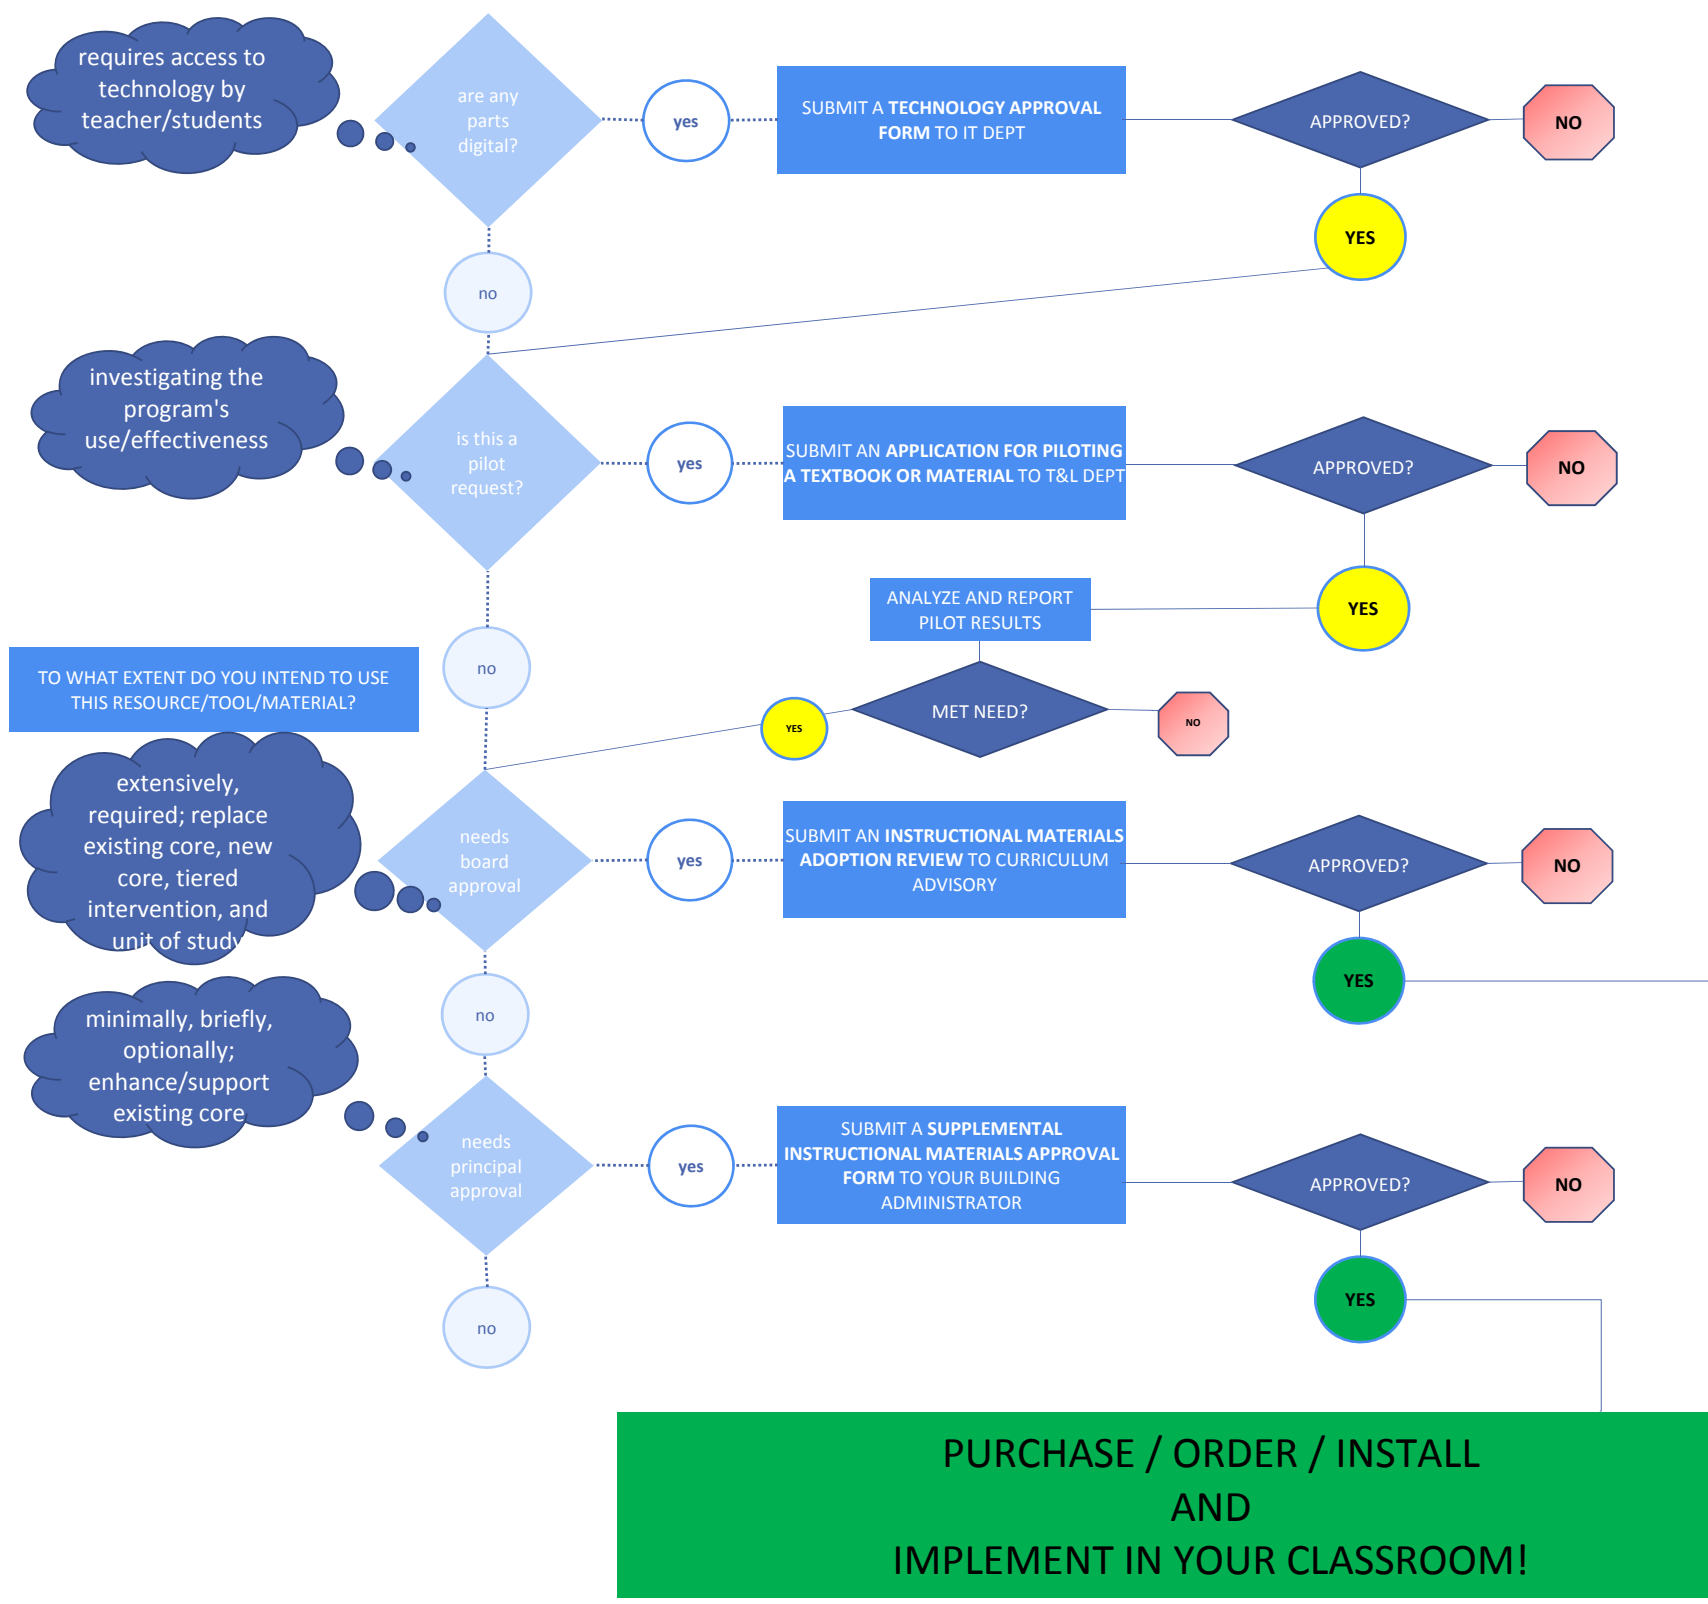 requires access to
technology by
teacher/students
are any
parts
digital?
yes
SUBMIT A TECHNOLOGY APPROVAL
FORM TO IT DEPT
APPROVED?
NO
YES
no
investigating the
program's
use/effectiveness
is this a
pilot
request?
yes
SUBMIT AN APPLICATION FOR PILOTING
A TEXTBOOK OR MATERIAL TO T&L DEPT
APPROVED?
NO
YES
ANALYZE AND REPORT
PILOT RESULTS
no
TO WHAT EXTENT DO YOU INTEND TO USE
THIS RESOURCE/TOOL/MATERIAL?
MET NEED?
YES
NO
extensively,
required; replace
existing core, new
core, tiered
intervention, and
unit of study
needs
board
approval
yes
SUBMIT AN INSTRUCTIONAL MATERIALS
ADOPTION REVIEW TO CURRICULUM
ADVISORY
APPROVED?
NO
YES
no
minimally, briefly,
optionally;
enhance/support
existing core
needs
principal
approval
yes
SUBMIT A SUPPLEMENTAL
INSTRUCTIONAL MATERIALS APPROVAL
FORM TO YOUR BUILDING
ADMINISTRATOR
APPROVED?
NO
YES
no
PURCHASE / ORDER / INSTALL
AND
IMPLEMENT IN YOUR CLASSROOM!